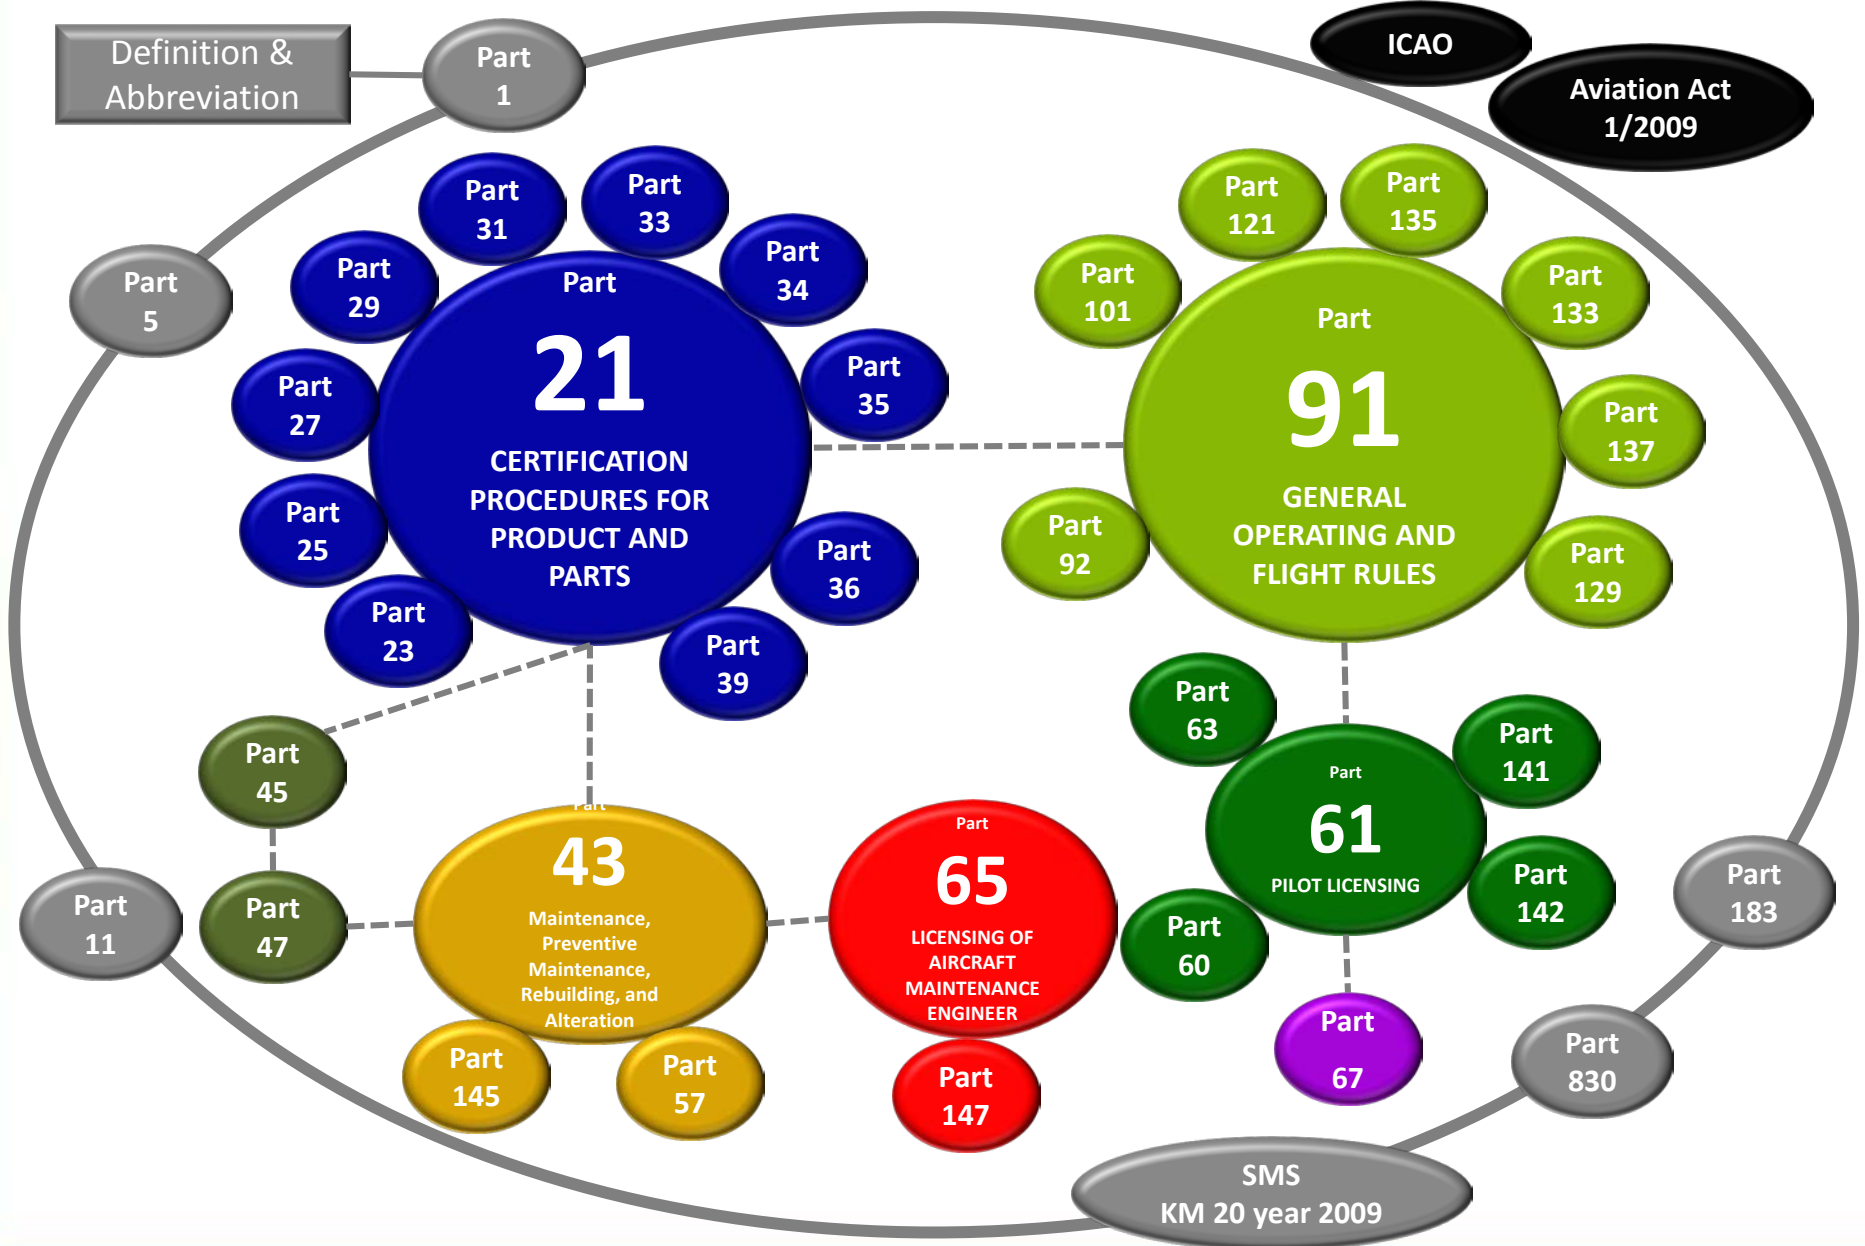 Definition &
Abbreviation
Part
1
ICAO
Aviation Act
1/2009
Part
5
Part
31
Part
33
Part
29
Part
34
Part
27
Part
35
Part
25
Part
36
Part
23
Part
39
Part
21
CERTIFICATION
PROCEDURES FOR
PRODUCT AND
PARTS
Part
121
Part
135
Part
101
Part
133
Part
137
Part
92
Part
129
Part
91
GENERAL
OPERATING AND
FLIGHT RULES
Part
45
Part
47
Part
11
Part
43
Maintenance,
Preventive
Maintenance,
Rebuilding, and
Alteration
Part
145
Part
57
Part
65
LICENSING OF
AIRCRAFT
MAINTENANCE
ENGINEER
Part
147
Part
63
Part
141
Part
61
PILOT LICENSING
Part
142
Part
60
Part
67
Part
183
Part
830
SMS
KM 20 year 2009